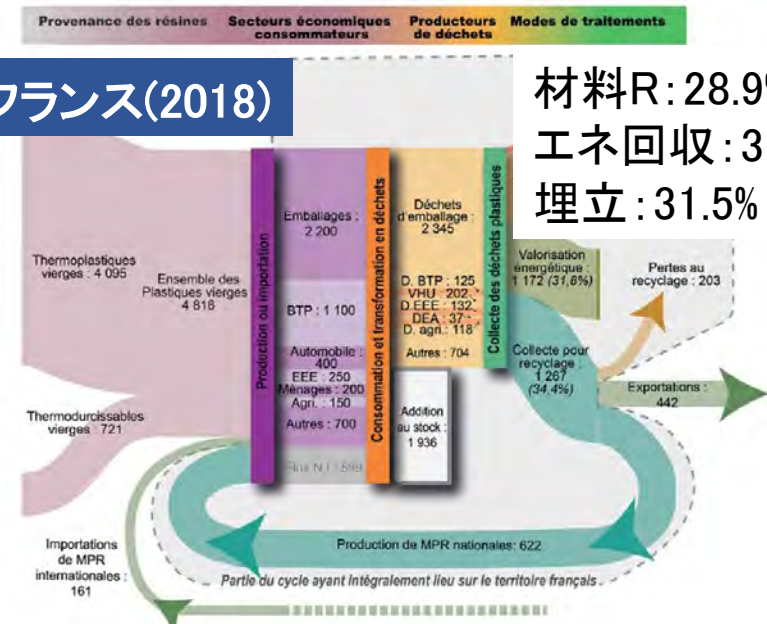 Provenance des résines
Secteurs économiques
consommateurs
Producteurs
de déchets
Modes de traitements
フランス(2018)
材料R:28.9%
エネ回収:3
埋立:31.5%
Thermoplastiques
vierges : 4 095
Ensemble des
Plastiques vierges
4 816
Thermodurcissables
vierges : 721
Importations
de MPR
internationales :
161
Production ou importation
Emballages :
2 200
BTP : 1 100
Automobile :
400
EEE : 250
Ménages : 200
Agri. : 150
Autres : 700
Flux N.I : 599
Consommation et transformation en déchets
Déchets
d'emballage :
2 345
D. BTP : 125
VHU : 202
D.EEE : 132
DEA : 37
D. agri. : 118
Autres : 704
Addition
au stock :
1 936
Collecte des déchets plastiques
Valorisation
énergétique :
1 172 (31,6%)
Collecte pour
recyclage :
1 267
(34,4%)
Pertes au
recyclage : 203
Exportations :
442
Production de MPR nationales: 622
Partie du cycle ayant intégralement lieu sur le territoire français